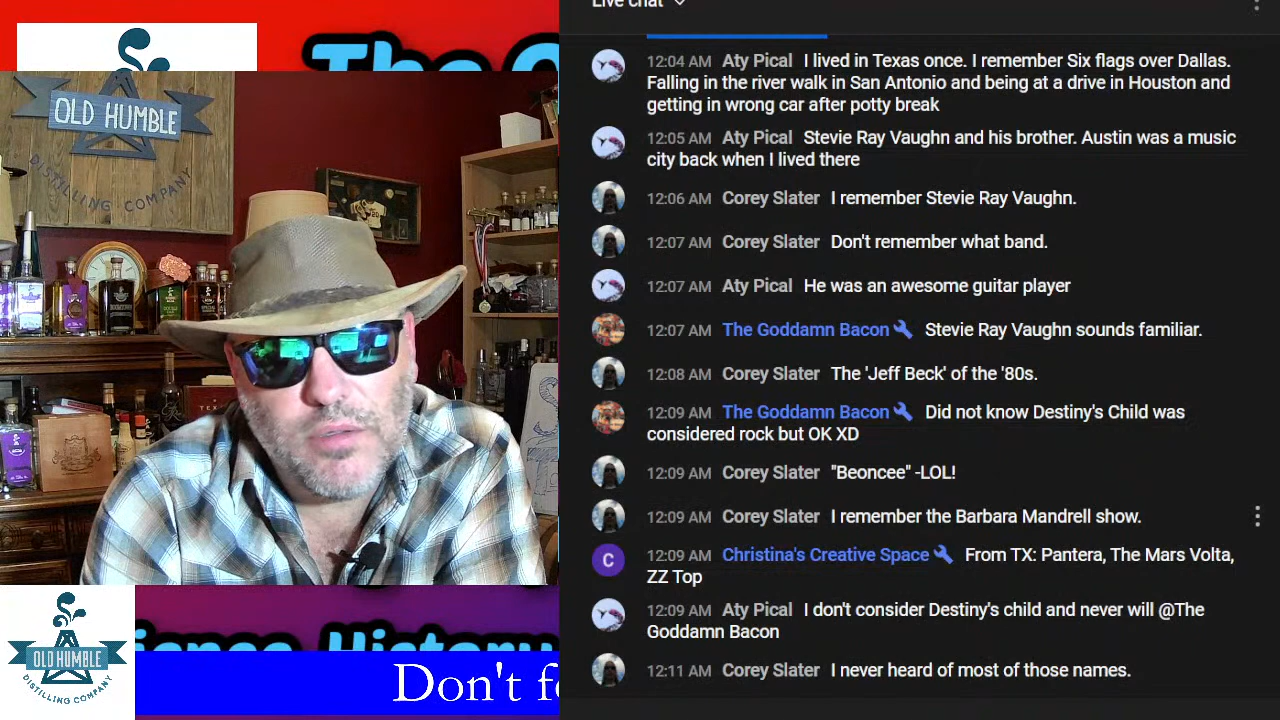 The
OLD HUMBLE
DISTILLING COMPANY
Live chat
12:04 AM Aty Pical I lived in Texas once. I remember Six flags over Dallas.
Falling in the river walk in San Antonio and being at a drive in Houston and
getting in wrong car after potty break
12:05 AM Aty Pical Stevie Ray Vaughn and his brother. Austin was a music
city back when I lived there
12:06 AM Corey Slater I remember Stevie Ray Vaughn.
12:07 AM Corey Slater Don't remember what band.
12:07 AM Aty Pical He was an awesome guitar player
12:07 AM The Goddamn Bacon Stevie Ray Vaughn sounds familiar.
12:08 AM Corey Slater The 'Jeff Beck' of the '80s.
12:09 AM The Goddamn Bacon Did not know Destiny's Child was
considered rock but OK XD
12:09 AM Corey Slater "Beoncee" -LOL!
12:09 AM Corey Slater I remember the Barbara Mandrell show.
C
12:09 AM Christina's Creative Space From TX: Pantera, The Mars Volta,
ZZ Top
12:09 AM Aty Pical I don't consider Destiny's child and never will @The
Goddamn Bacon
12:11 AM Corey Slater I never heard of most of those names.
OLD HUMBLE
DISTILLING COMPANY
History
Don't f